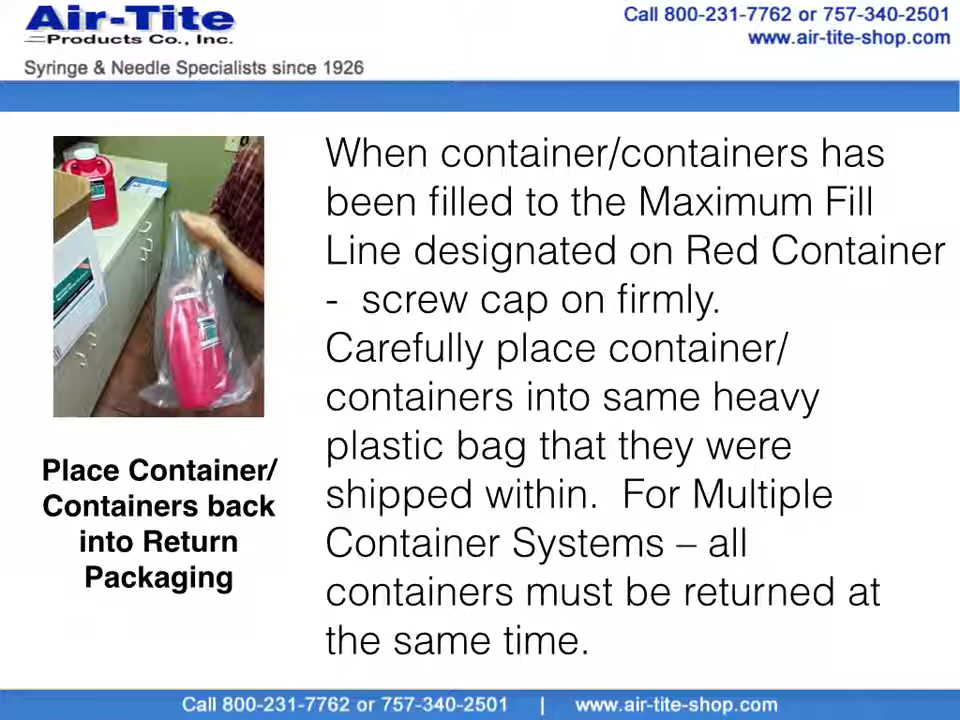 Air-Tite
Products Co., Inc.
Syringe & Needle Specialists since 1926
Call 800-231-7762 or 757-340-2501
www.air-tite-shop.com
Place Container/
Containers back
into Return
Packaging
When container/containers has
been filled to the Maximum Fill
Line designated on Red Container
-  screw cap on firmly.
Carefully place container/
containers into same heavy
plastic bag that they were
shipped within.  For Multiple
Container Systems – all
containers must be returned at
the same time.
Call 800-231-7762 or 757-340-2501 | www.air-tite-shop.com